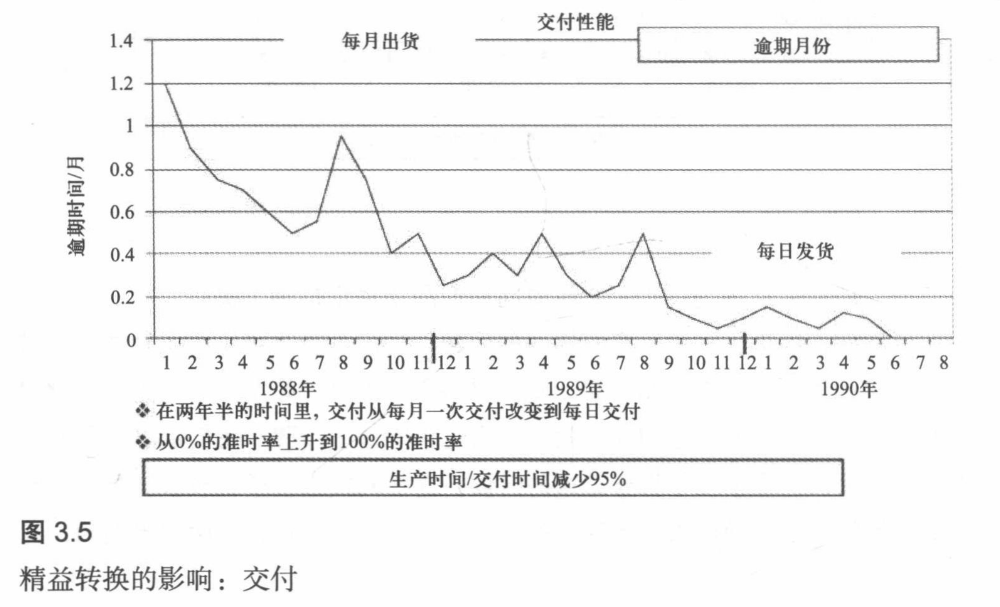 交付性能
每月出货
逾期月份
1.4
1.2
1
0.8
0.6
0.4
0.2
0
逾期时间/月
每日发货
1 2 3 4 5 6 7 8 9 10 11 12 1 2 3 4 5 6 7 8 9 10 11 12 1 2 3 4 5 6 7 8
1988年 1989年 1990年
❖ 在两年半的时间里，交付从每月一次交付改变到每日交付
❖ 从0%的准时率上升到100%的准时率
生产时间/交付时间减少95%
图 3.5
精益转换的影响：交付